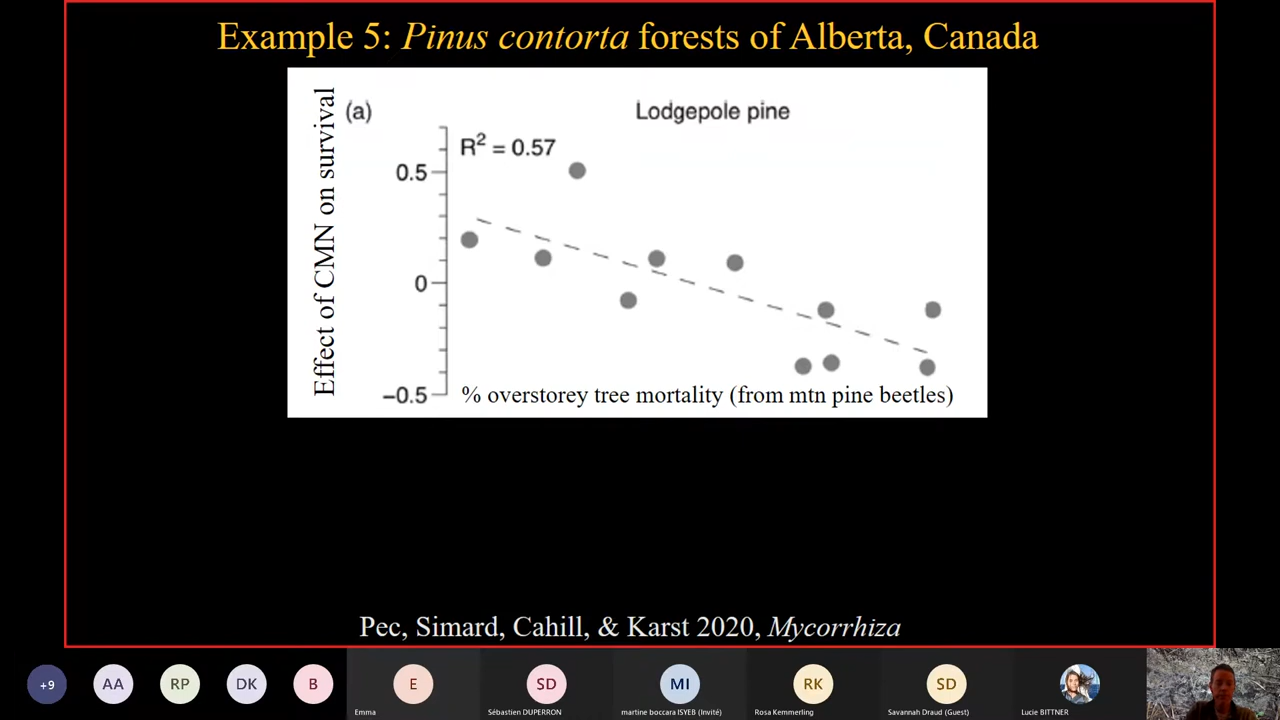 Example 5: Pinus contorta forests of Alberta, Canada
Effect of CMN on survival
(a)
Lodgepole pine
R² = 0.57
0.5
0
−0.5
% overstorey tree mortality (from mtn pine beetles)
Pec, Simard, Cahill, & Karst 2020, Mycorrhiza
+9
AA
RP
DK
B
E
SD
MI
RK
SD
Emma
Sébastien DUPERRON
martine boccara ISYEB (Invité)
Rosa Kemmerling
Savannah Draud (Guest)
Lucie BITTNER